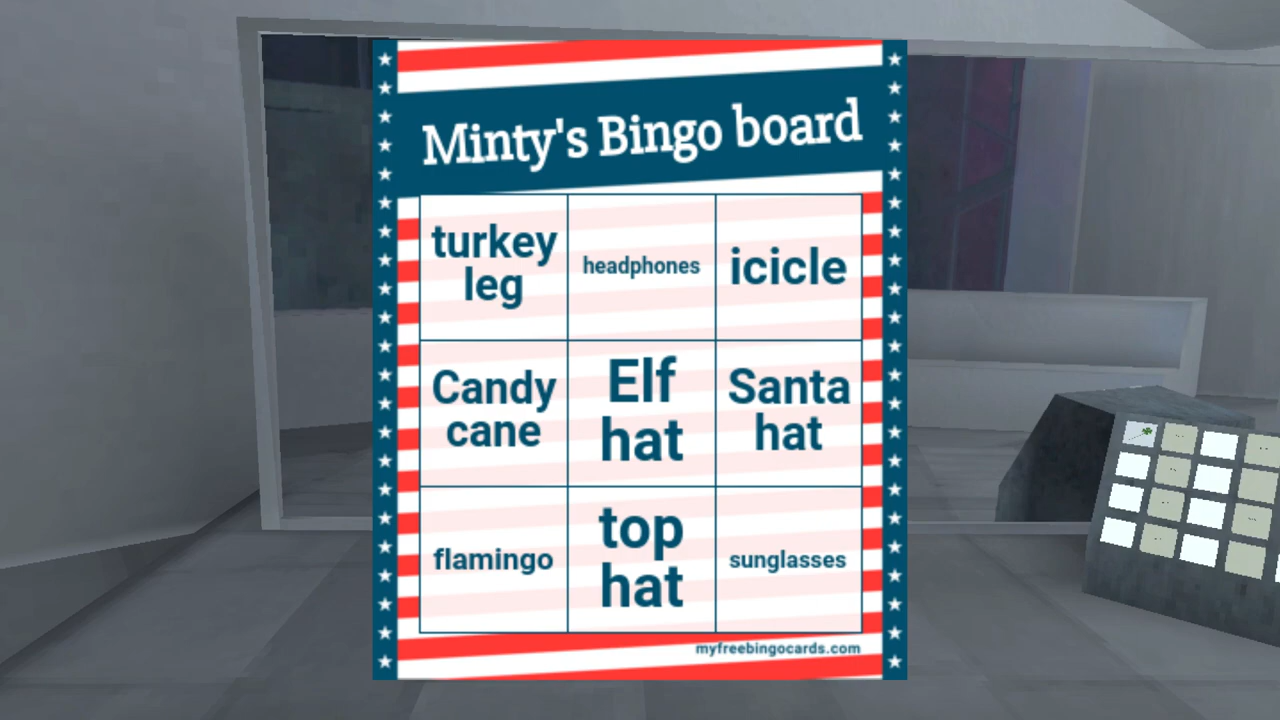 Minty's Bingo board
turkey
leg
headphones
icicle
Candy
cane
Elf
hat
Santa
hat
flamingo
top
hat
sunglasses
myfreebingocards.com